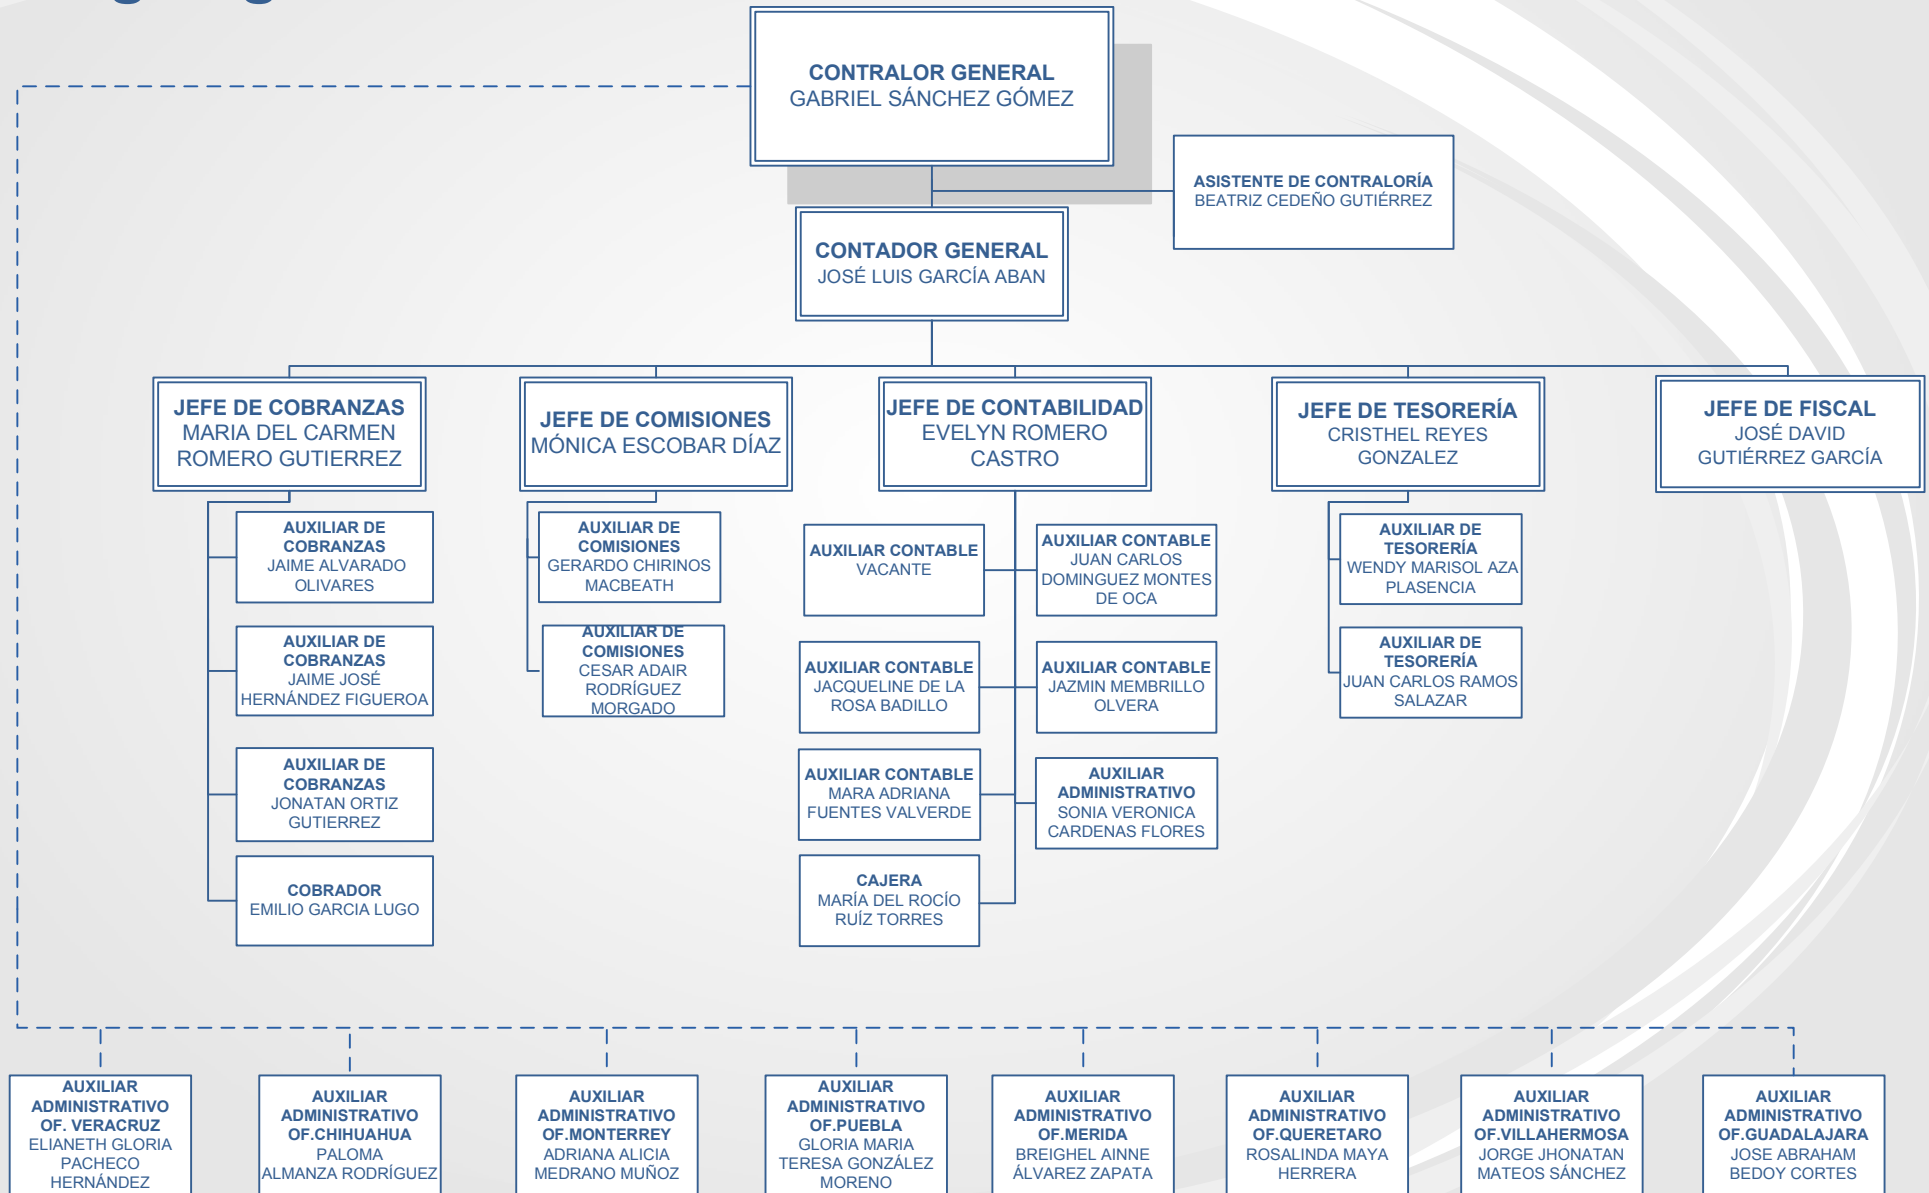 CONTRALOR GENERAL
GABRIEL SÁNCHEZ GÓMEZ
ASISTENTE DE CONTRALORÍA
BEATRIZ CEDEÑO GUTIÉRREZ
CONTADOR GENERAL
JOSÉ LUIS GARCÍA ABAN
JEFE DE COBRANZAS
MARIA DEL CARMEN
ROMERO GUTIERREZ
JEFE DE COMISIONES
MÓNICA ESCOBAR DÍAZ
JEFE DE CONTABILIDAD
EVELYN ROMERO
CASTRO
JEFE DE TESORERÍA
CRISTHEL REYES
GONZALEZ
JEFE DE FISCAL
JOSÉ DAVID
GUTIÉRREZ GARCÍA
AUXILIAR DE
COBRANZAS
JAIME ALVARADO
OLIVARES
AUXILIAR DE
COBRANZAS
JAIME JOSÉ
HERNÁNDEZ FIGUEROA
AUXILIAR DE
COBRANZAS
JONATAN ORTIZ
GUTIERREZ
COBRADOR
EMILIO GARCIA LUGO
AUXILIAR DE
COMISIONES
GERARDO CHIRINOS
MACBEATH
AUXILIAR DE
COMISIONES
CESAR ADAIR
RODRÍGUEZ
MORGADO
AUXILIAR CONTABLE
VACANTE
AUXILIAR CONTABLE
JUAN CARLOS
DOMINGUEZ MONTES
DE OCA
AUXILIAR CONTABLE
JACQUELINE DE LA
ROSA BADILLO
AUXILIAR CONTABLE
JAZMIN MEMBRILLO
OLVERA
AUXILIAR CONTABLE
MARA ADRIANA
FUENTES VALVERDE
AUXILIAR
ADMINISTRATIVO
SONIA VERONICA
CARDENAS FLORES
CAJERA
MARÍA DEL ROCÍO
RUÍZ TORRES
AUXILIAR DE
TESORERÍA
WENDY MARISOL AZA
PLASENCIA
AUXILIAR DE
TESORERÍA
JUAN CARLOS RAMOS
SALAZAR
AUXILIAR
ADMINISTRATIVO
OF. VERACRUZ
ELIANETH GLORIA
PACHECO
HERNÁNDEZ
AUXILIAR
ADMINISTRATIVO
OF.CHIHUAHUA
PALOMA
ALMANZA RODRÍGUEZ
AUXILIAR
ADMINISTRATIVO
OF.MONTERREY
ADRIANA ALICIA
MEDRANO MUÑOZ
AUXILIAR
ADMINISTRATIVO
OF.PUEBLA
GLORIA MARIA
TERESA GONZÁLEZ
MORENO
AUXILIAR
ADMINISTRATIVO
OF.MERIDA
BREIGHEL AINNE
ÁLVAREZ ZAPATA
AUXILIAR
ADMINISTRATIVO
OF.QUERETARO
ROSALINDA MAYA
HERRERA
AUXILIAR
ADMINISTRATIVO
OF.VILLAHERMOSA
JORGE JHONATAN
MATEOS SÁNCHEZ
AUXILIAR
ADMINISTRATIVO
OF.GUADALAJARA
JOSE ABRAHAM
BEDOY CORTES